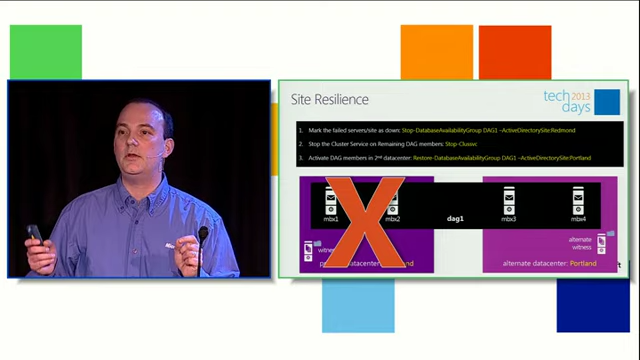 Site Resilience
tech 2013
days
1. Mark the failed servers/site as down: Stop-DatabaseAvailabilityGroup DAG1 –ActiveDirectorySite:Redmond
2. Stop the Cluster Service on Remaining DAG members: Stop-Clussvc
3. Activate DAG members in 2nd datacenter: Restore-DatabaseAvailabilityGroup DAG1 –ActiveDirectorySite:Portland
mbx1 mbx2 dag1 mbx3 mbx4
alternate
witness
alternate datacenter: Portland